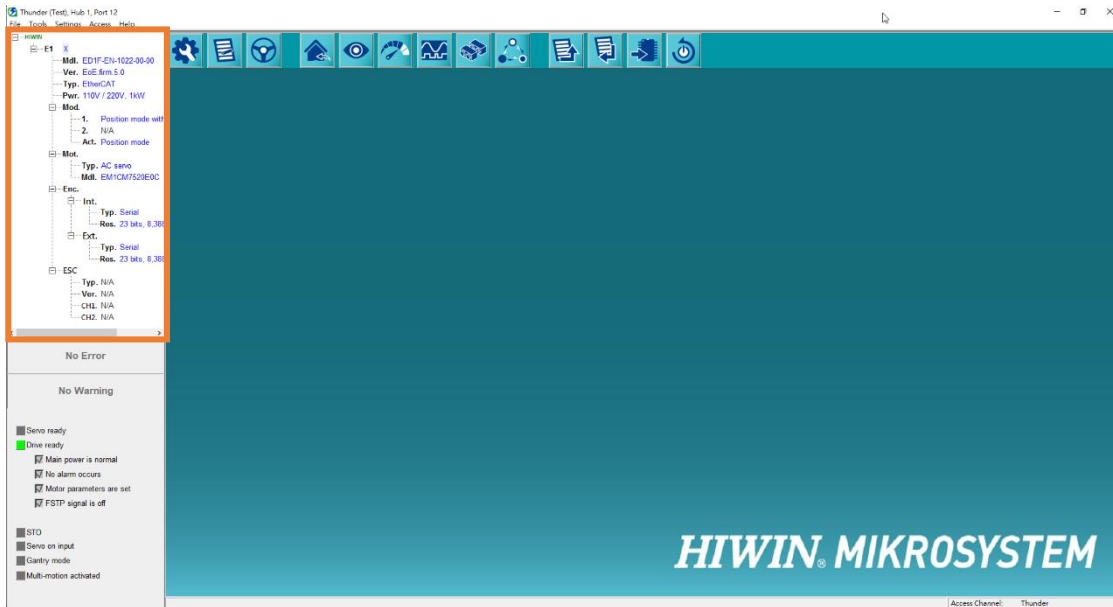 Thunder (Test), Hub 1, Port 12
File Tools Settings Access Help
HIWIN
E1 X
Mdl. ED1F-EN-1022-00-00
Ver. EoE.firm.5.0
Typ. EtherCAT
Pwr. 110V / 220V, 1kW
Mod.
1. Position mode with
2. N/A
Act. Position mode
Mot.
Typ. AC servo
Mdl. EM1CM7520E0C
Enc.
Int.
Typ. Serial
Res. 23 bits, 8,388
Ext.
Typ. Serial
Res. 23 bits, 8,388
ESC
Typ. N/A
Ver. N/A
CH1. N/A
CH2. N/A
No Error
No Warning
Servo ready
Drive ready
Main power is normal
No alarm occurs
Motor parameters are set
FSTP signal is off
STO
Servo on input
Gantry mode
Multi-motion activated
HIWIN® MIKROSYSTEM
Access Channel: Thunder